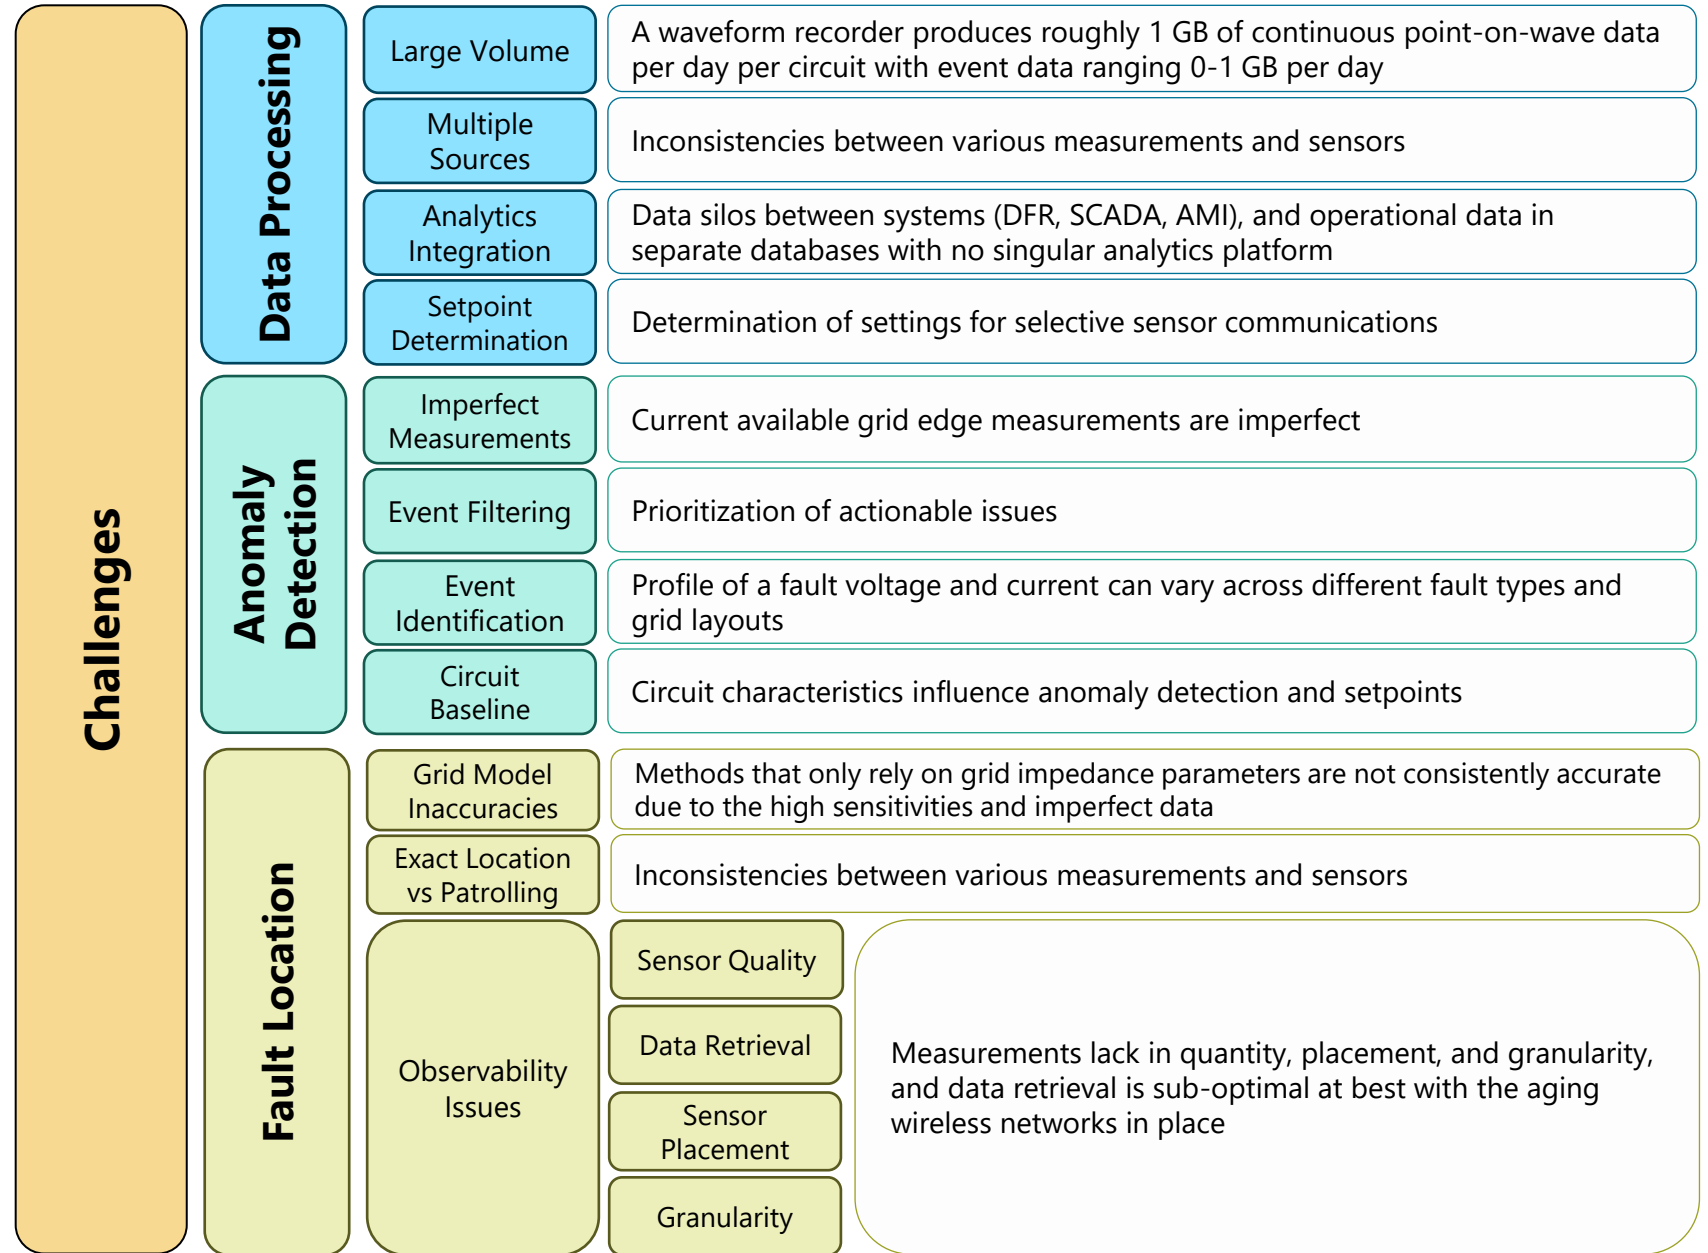 Challenges
Data Processing
Large Volume
A waveform recorder produces roughly 1 GB of continuous point-on-wave data
per day per circuit with event data ranging 0-1 GB per day
Multiple
Sources
Inconsistencies between various measurements and sensors
Analytics
Integration
Data silos between systems (DFR, SCADA, AMI), and operational data in
separate databases with no singular analytics platform
Setpoint
Determination
Determination of settings for selective sensor communications
Anomaly
Detection
Imperfect
Measurements
Current available grid edge measurements are imperfect
Event Filtering
Prioritization of actionable issues
Event
Identification
Profile of a fault voltage and current can vary across different fault types and
grid layouts
Circuit
Baseline
Circuit characteristics influence anomaly detection and setpoints
Fault Location
Grid Model
Inaccuracies
Methods that only rely on grid impedance parameters are not consistently accurate
due to the high sensitivities and imperfect data
Exact Location
vs Patrolling
Inconsistencies between various measurements and sensors
Observability
Issues
Sensor Quality
Data Retrieval
Sensor
Placement
Granularity
Measurements lack in quantity, placement, and granularity,
and data retrieval is sub-optimal at best with the aging
wireless networks in place